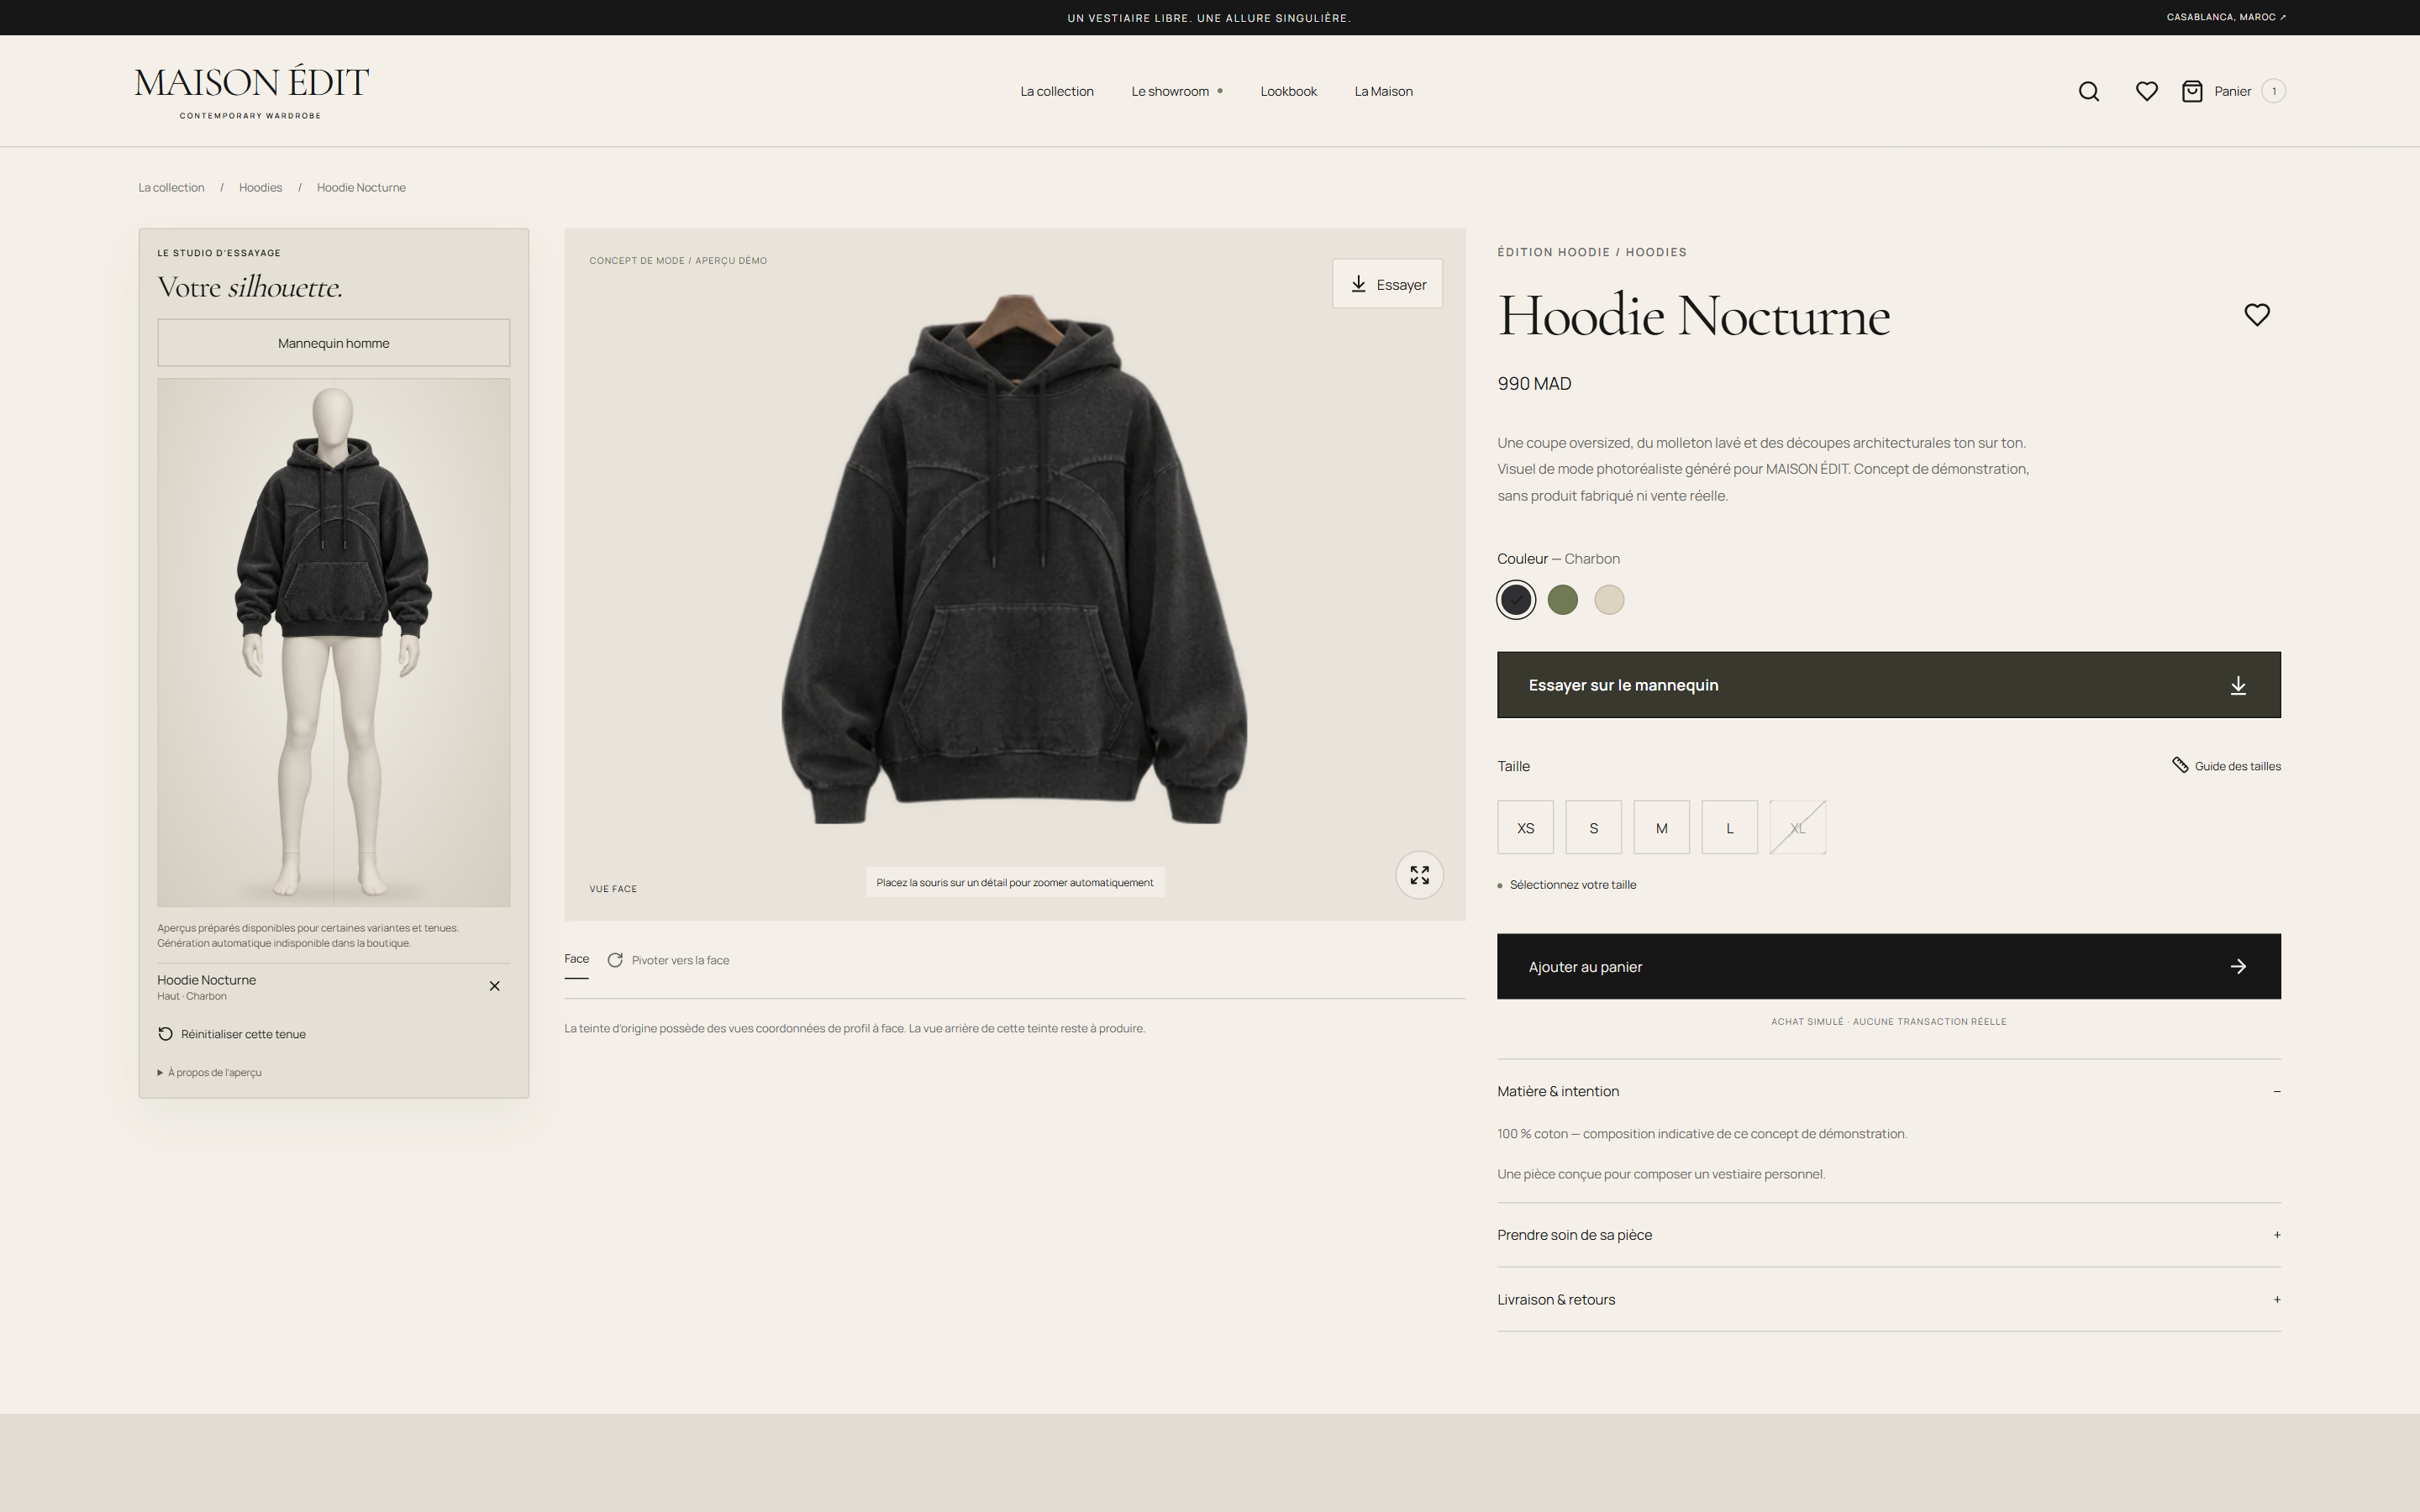 UN VESTIAIRE LIBRE. UNE ALLURE SINGULIÈRE.
CASABLANCA, MAROC ↗
MAISON ÉDIT
CONTEMPORARY WARDROBE
La collection
Le showroom
Lookbook
La Maison
Panier
1
La collection / Hoodies / Hoodie Nocturne
LE STUDIO D'ESSAYAGE
Votre silhouette.
Mannequin homme
Aperçus préparés disponibles pour certaines variantes et tenues.
Génération automatique indisponible dans la boutique.
Hoodie Nocturne
Haut · Charbon
Réinitialiser cette tenue
À propos de l'aperçu
CONCEPT DE MODE / APERÇU DÉMO
Essayer
VUE FACE
Placez la souris sur un détail pour zoomer automatiquement
Face
Pivoter vers la face
La teinte d'origine possède des vues coordonnées de profil à face. La vue arrière de cette teinte reste à produire.
ÉDITION HOODIE / HOODIES
Hoodie Nocturne
990 MAD
Une coupe oversized, du molleton lavé et des découpes architecturales ton sur ton.
Visuel de mode photoréaliste généré pour MAISON ÉDIT. Concept de démonstration,
sans produit fabriqué ni vente réelle.
Couleur — Charbon
Essayer sur le mannequin
Taille
Guide des tailles
XS
S
M
L
XL
Sélectionnez votre taille
Ajouter au panier
ACHAT SIMULÉ · AUCUNE TRANSACTION RÉELLE
Matière & intention
−
100 % coton — composition indicative de ce concept de démonstration.
Une pièce conçue pour composer un vestiaire personnel.
Prendre soin de sa pièce
+
Livraison & retours
+